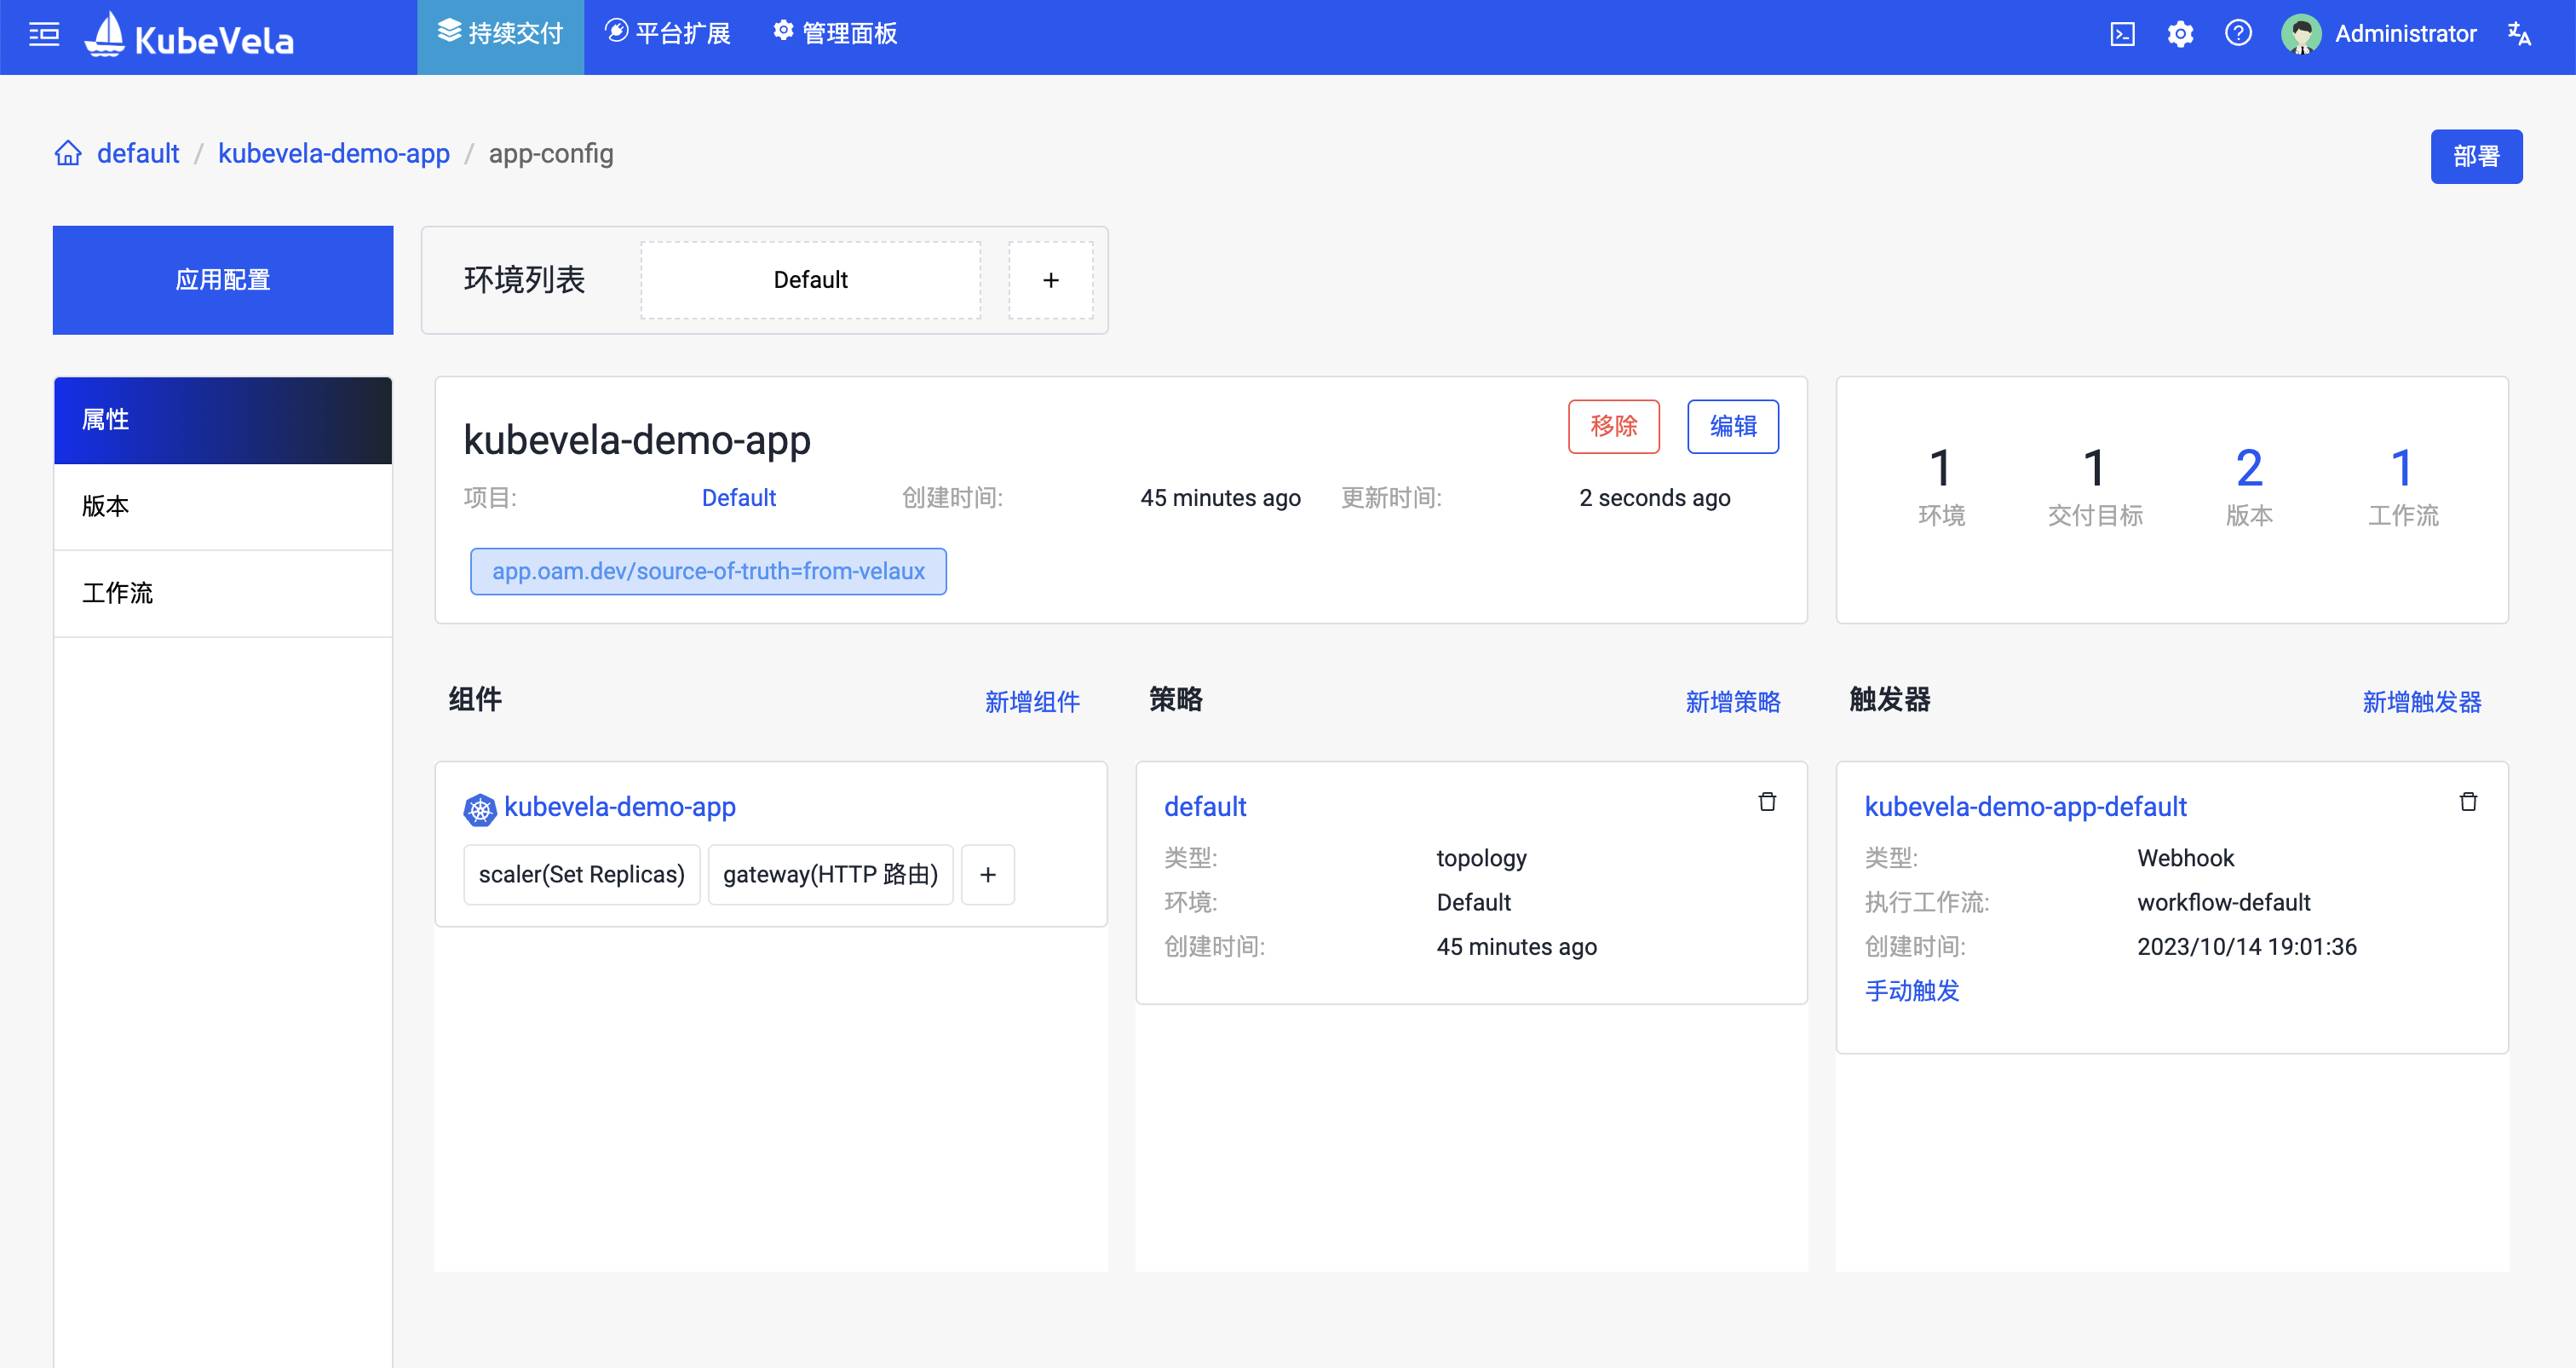 KubeVela
持续交付
平台扩展
管理面板
Administrator
default / kubevela-demo-app / app-config
部署
应用配置
环境列表
Default
+
属性
版本
工作流
kubevela-demo-app
移除
编辑
项目: Default
创建时间: 45 minutes ago
更新时间: 2 seconds ago
app.oam.dev/source-of-truth=from-velaux
1 1 2 1
环境 交付目标 版本 工作流
组件 新增组件
kubevela-demo-app
scaler(Set Replicas) gateway(HTTP 路由) +
策略 新增策略
default
类型: topology
环境: Default
创建时间: 45 minutes ago
触发器 新增触发器
kubevela-demo-app-default
类型: Webhook
执行工作流: workflow-default
创建时间: 2023/10/14 19:01:36
手动触发